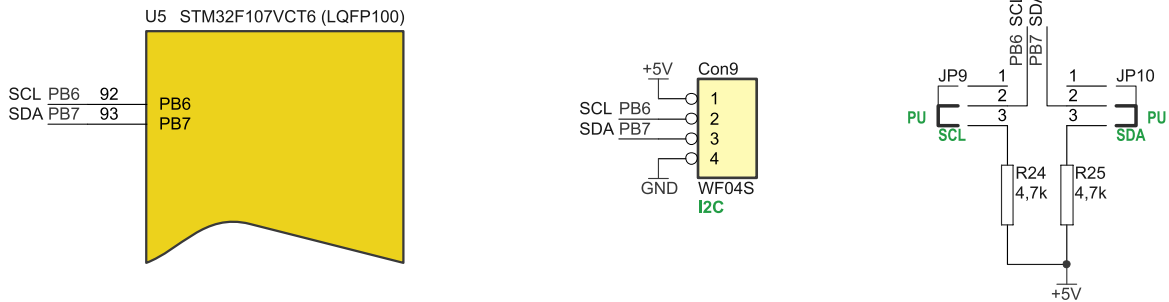 U5 STM32F107VCT6 (LQFP100)
SCL PB6 92 PB6
SDA PB7 93 PB7
+5V
Con9
1
SCL PB6 2
SDA PB7 3
4
GND
WF04S
I2C
PB6 SCL
PB7 SDA
JP9 1 1 JP10
2 2
PU 3 3 PU
SCL SDA
R24 R25
4,7k 4,7k
+5V